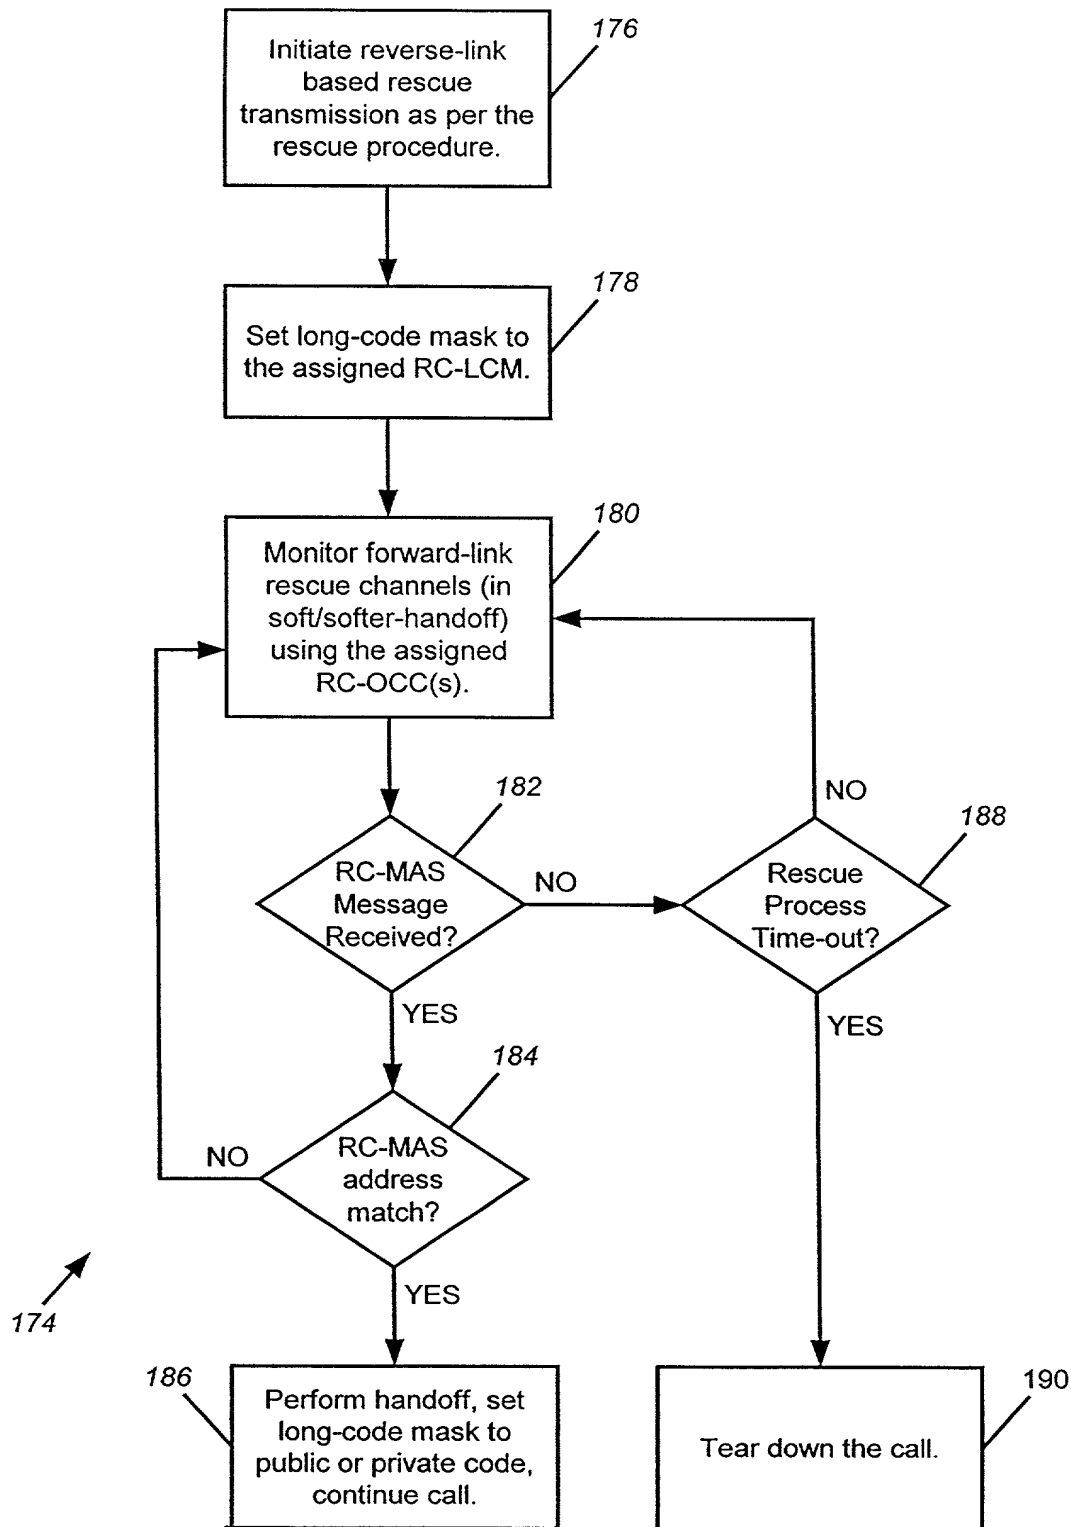 176
Initiate reverse-link
based rescue
transmission as per the
rescue procedure.
178
Set long-code mask to
the assigned RC-LCM.
180
Monitor forward-link
rescue channels (in
soft/softer-handoff)
using the assigned
RC-OCC(s).
182
RC-MAS
Message
Received?
NO
YES
188
Rescue
Process
Time-out?
NO
YES
184
RC-MAS
address
match?
NO
YES
174
186
Perform handoff, set
long-code mask to
public or private code,
continue call.
190
Tear down the call.